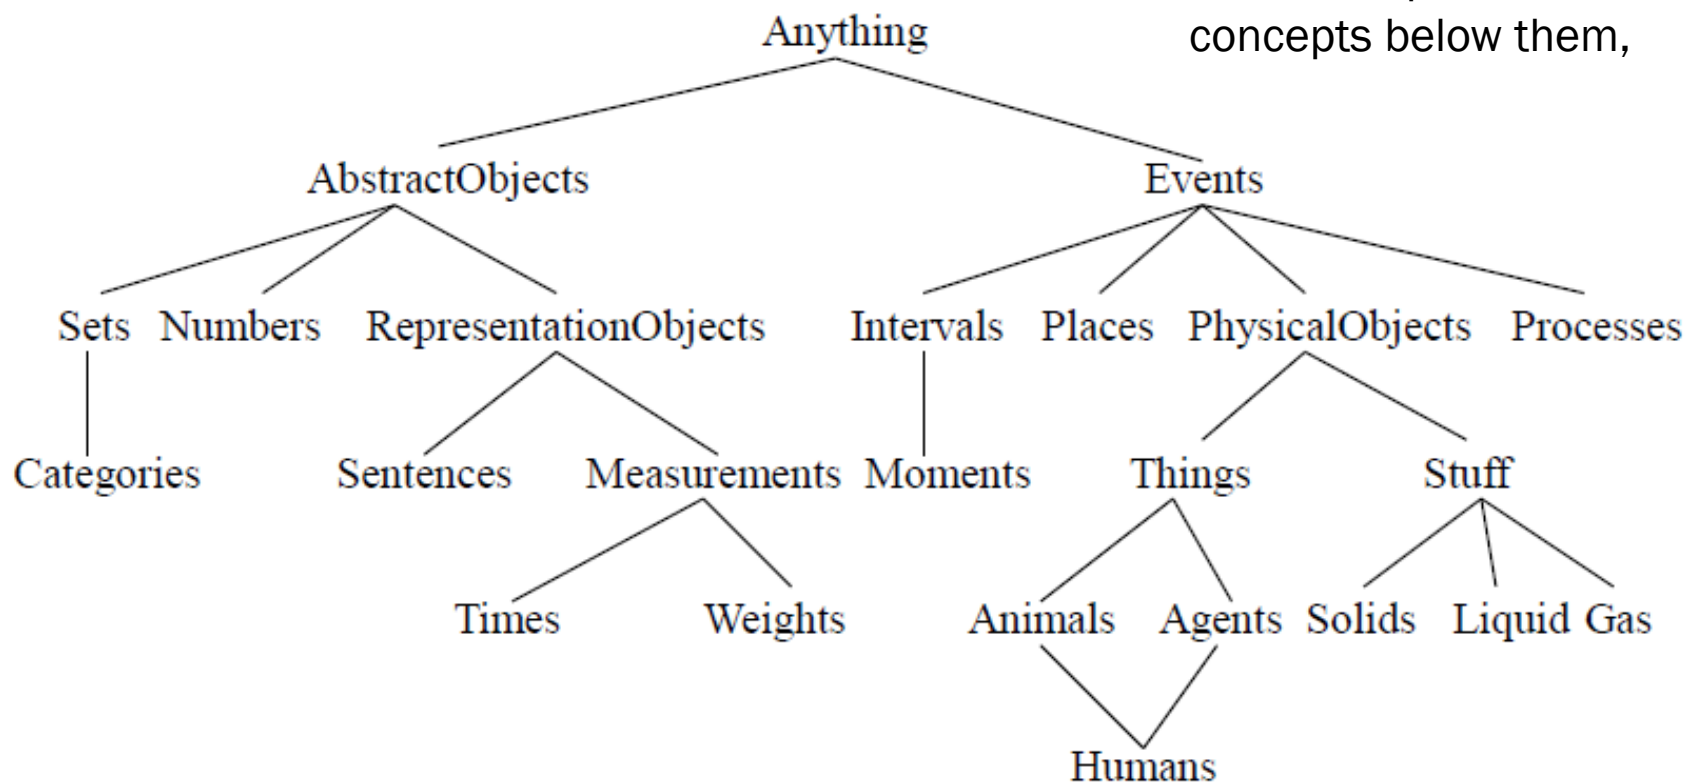 concepts below them,
Anything
AbstractObjects Events
Sets Numbers RepresentationObjects Intervals Places PhysicalObjects Processes
Categories Sentences Measurements Moments Things Stuff
Times Weights Animals Agents Solids Liquid Gas
Humans